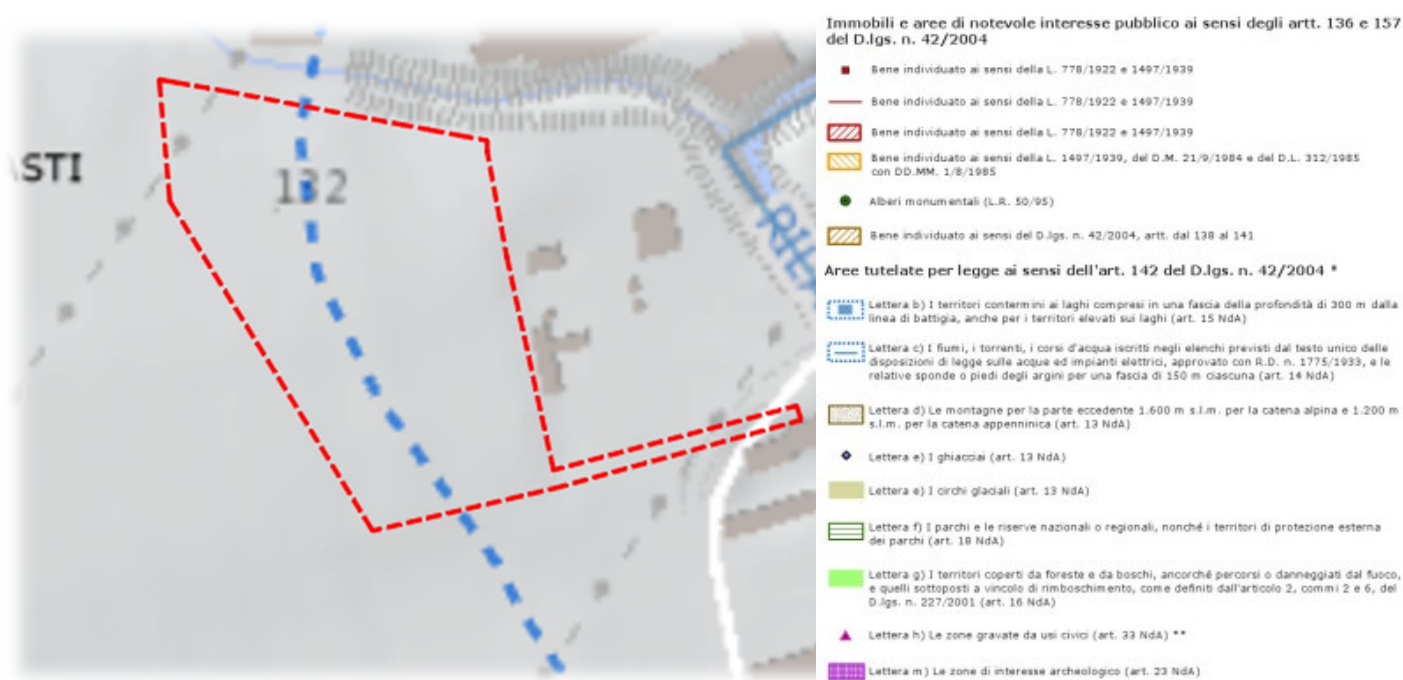 STI
132
Immobili e aree di notevole interesse pubblico ai sensi degli artt. 136 e 157
del D.lgs. n. 42/2004
Bene individuato ai sensi della L. 778/1922 e 1497/1939
Bene individuato ai sensi della L. 778/1922 e 1497/1939
Bene individuato ai sensi della L. 778/1922 e 1497/1939
Bene individuato ai sensi della L. 1497/1939, del D.M. 21/9/1984 e del D.L. 312/1985
con DD.MM. 1/8/1985
Alberi monumentali (L.R. 50/95)
Bene individuato ai sensi del D.lgs. n. 42/2004, artt. dal 138 al 141
Aree tutelate per legge ai sensi dell'art. 142 del D.lgs. n. 42/2004 *
Lettera b) I territori contermini ai laghi compresi in una fascia della profondità di 300 m dalla
linea di battigia, anche per i territori elevati sui laghi (art. 15 NdA)
Lettera c) I fiumi, i torrenti, i corsi d'acqua iscritti negli elenchi previsti dal testo unico delle
disposizioni di legge sulle acque ed impianti elettrici, approvato con R.D. n. 1775/1933, e le
relative sponde o piedi degli argini per una fascia di 150 m ciascuna (art. 14 NdA)
Lettera d) Le montagne per la parte eccedente 1.600 m s.l.m. per la catena alpina e 1.200 m
s.l.m. per la catena appenninica (art. 13 NdA)
Lettera e) I ghiacciai (art. 13 NdA)
Lettera e) I circhi glaciali (art. 13 NdA)
Lettera f) I parchi e le riserve nazionali o regionali, nonché i territori di protezione esterna
dei parchi (art. 18 NdA)
Lettera g) I territori coperti da foreste e da boschi, ancorché percorsi o danneggiati dal fuoco,
e quelli sottoposti a vincolo di rimboschimento, come definiti dall'articolo 2, commi 2 e 6, del
D.lgs. n. 227/2001 (art. 16 NdA)
Lettera h) Le zone gravate da usi civici (art. 33 NdA) **
Lettera m) Le zone di interesse archeologico (art. 23 NdA)